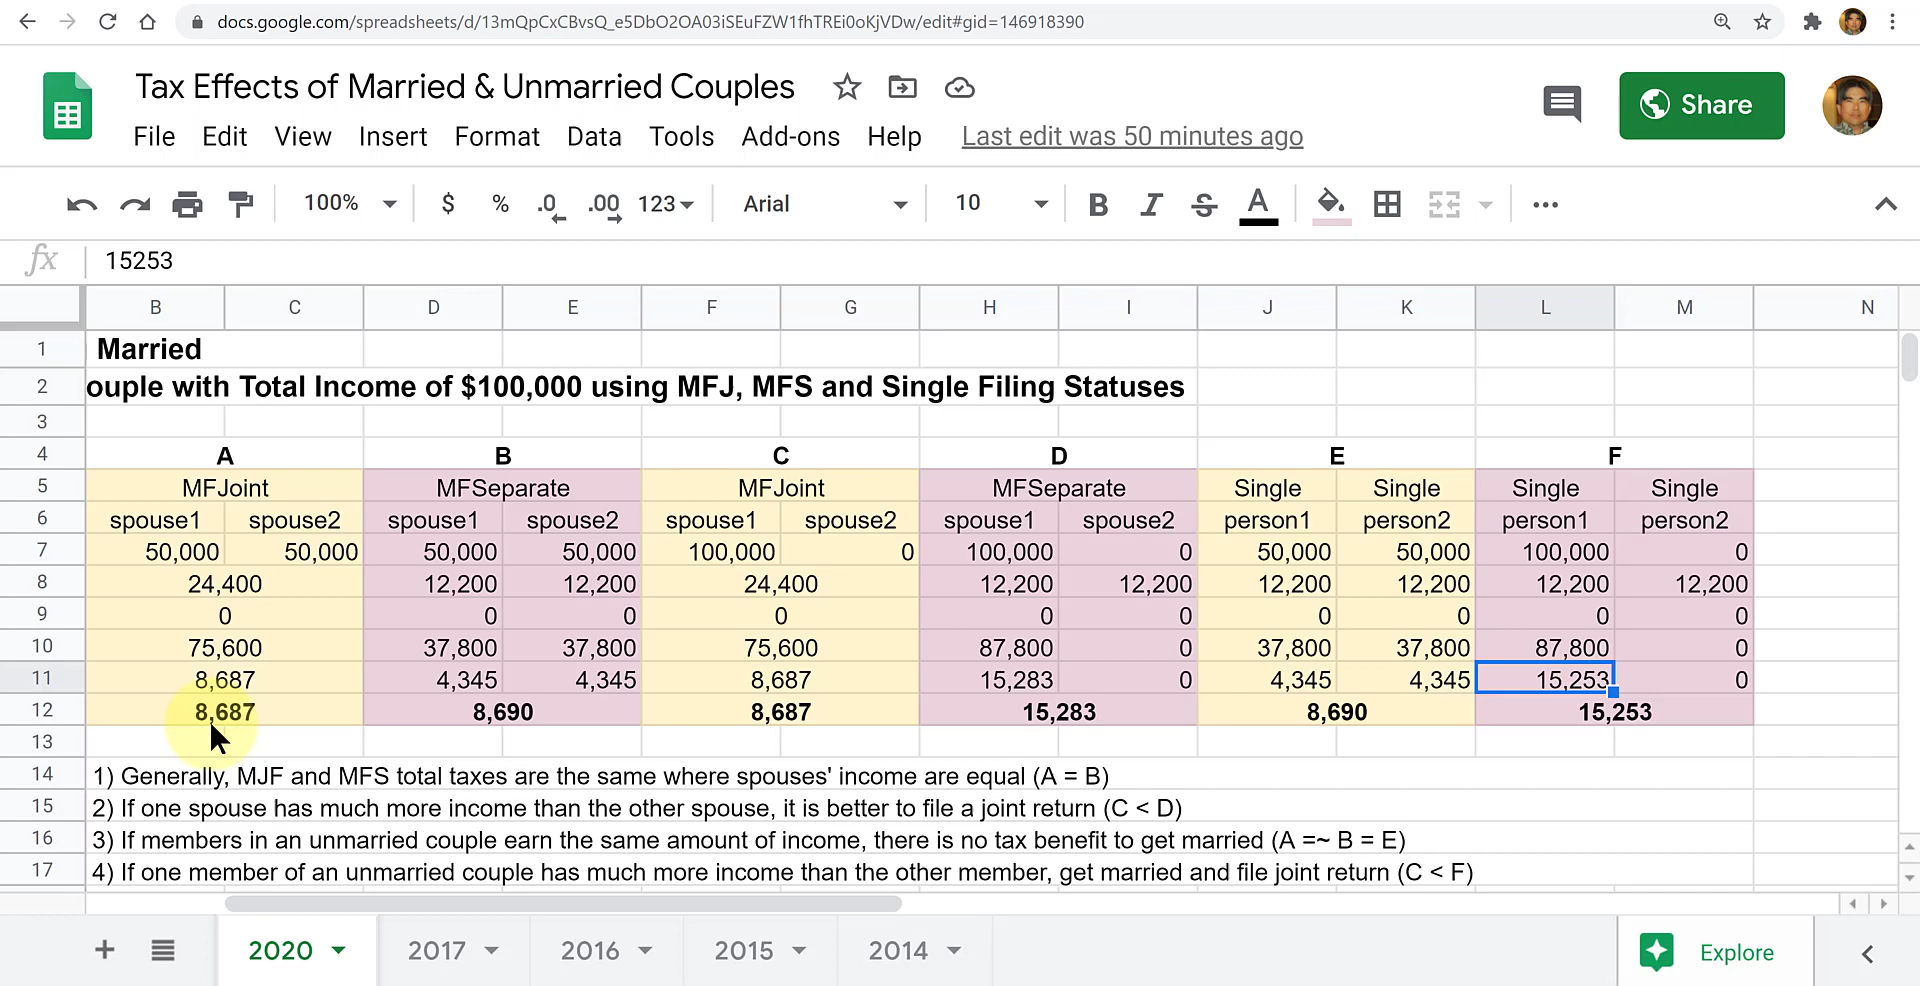 docs.google.com/spreadsheets/d/13mQpCxCBvsQ_e5DbO2OA03iSEuFZW1fhTREi0oKjVDw/edit#gid=146918390
Tax Effects of Married & Unmarried Couples
Share
File Edit View Insert Format Data Tools Add-ons Help Last edit was 50 minutes ago
100% $ % .0 .00 123 Arial 10 B I S A
fx 15253
B C D E F G H I J K L M N
1 Married
2 ouple with Total Income of $100,000 using MFJ, MFS and Single Filing Statuses
3
4 A B C D E F
5 MFJoint MFSeparate MFJoint MFSeparate Single Single Single Single
6 spouse1 spouse2 spouse1 spouse2 spouse1 spouse2 spouse1 spouse2 person1 person2 person1 person2
7 50,000 50,000 50,000 50,000 100,000 0 100,000 0 50,000 50,000 100,000 0
8 24,400 12,200 12,200 24,400 12,200 12,200 12,200 12,200 12,200 12,200
9 0 0 0 0 0 0 0 0 0 0
10 75,600 37,800 37,800 75,600 87,800 0 37,800 37,800 87,800 0
11 8,687 4,345 4,345 8,687 15,283 0 4,345 4,345 15,253 0
12 8,687 8,690 8,687 15,283 8,690 15,253
13
14 1) Generally, MJF and MFS total taxes are the same where spouses' income are equal (A = B)
15 2) If one spouse has much more income than the other spouse, it is better to file a joint return (C < D)
16 3) If members in an unmarried couple earn the same amount of income, there is no tax benefit to get married (A =~ B = E)
17 4) If one member of an unmarried couple has much more income than the other member, get married and file joint return (C < F)
2020 2017 2016 2015 2014 Explore